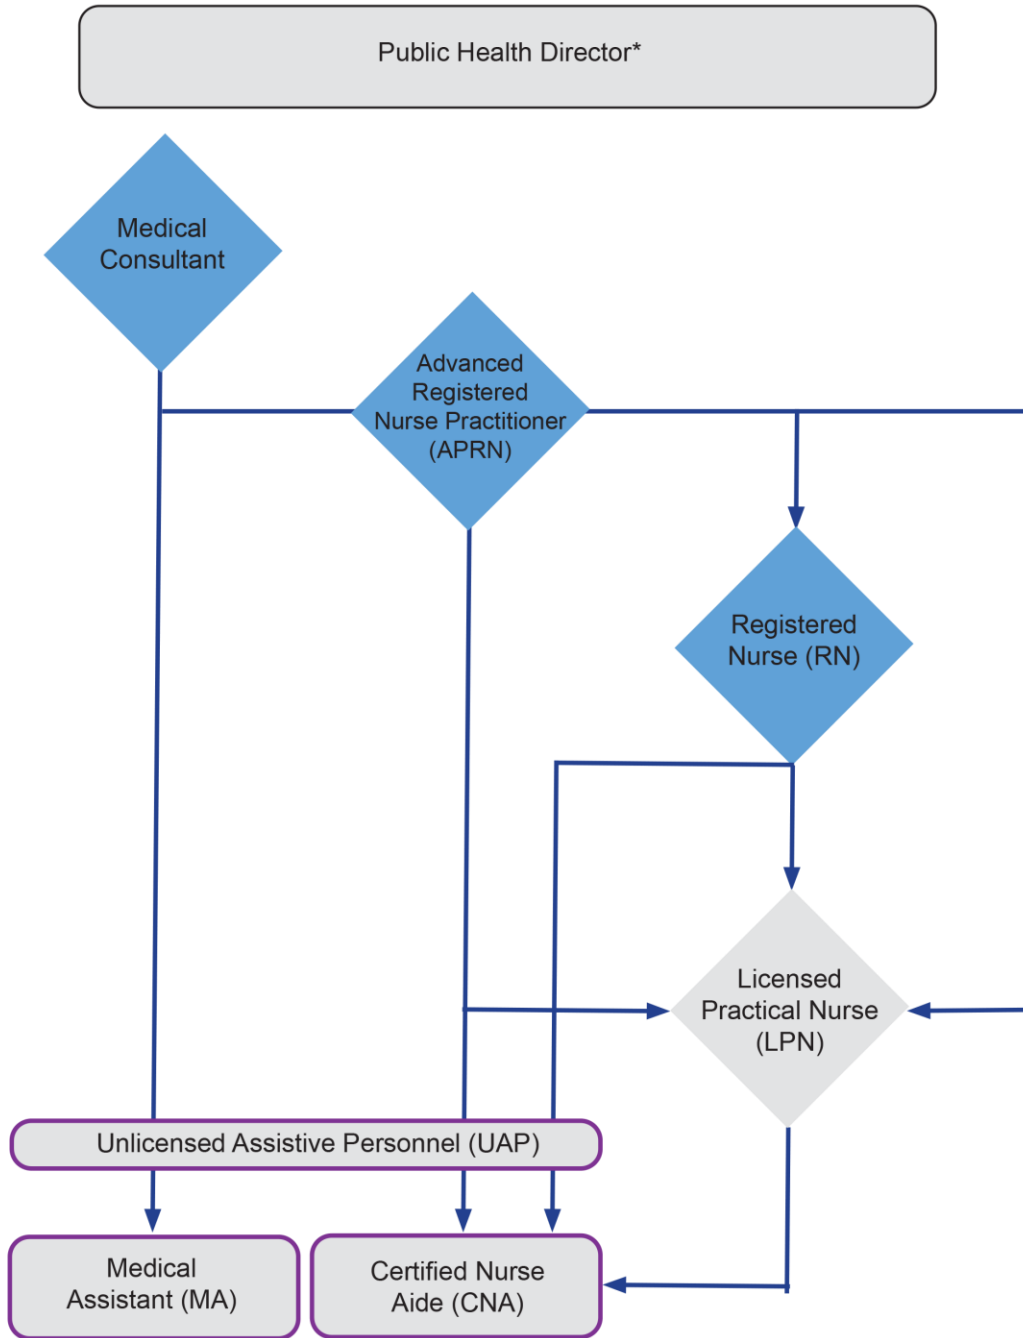 Public Health Director*
Medical
Consultant
Advanced
Registered
Nurse Practitioner
(APRN)
Registered
Nurse (RN)
Licensed
Practical Nurse
(LPN)
Unlicensed Assistive Personnel (UAP)
Medical
Assistant (MA)
Certified Nurse
Aide (CNA)